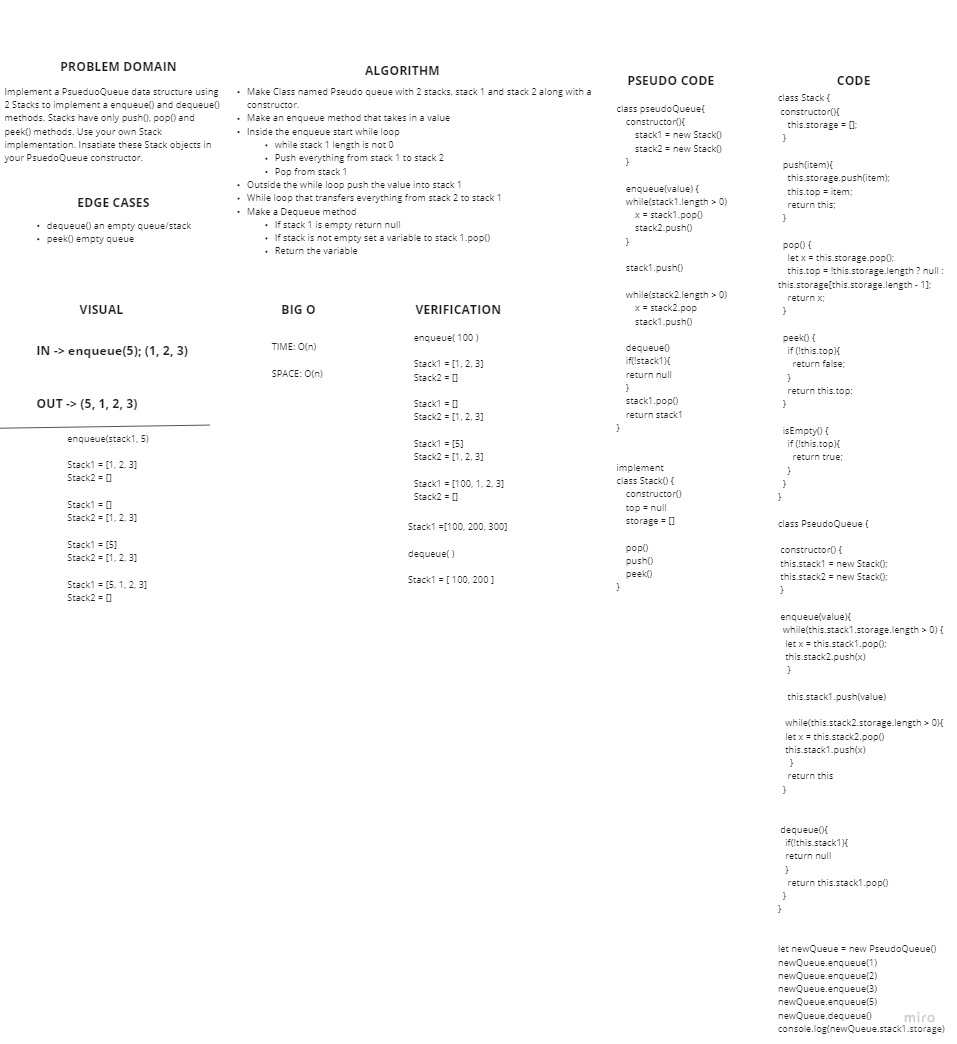 PROBLEM DOMAIN
Implement a PsueduoQueue data structure using
2 Stacks to implement a enqueue() and dequeue()
methods. Stacks have only push(), pop() and
peek() methods. Use your own Stack
implementation. Insatiate these Stack objects in
your PsuedoQueue constructor.
EDGE CASES
• dequeue() an empty queue/stack
• peek() empty queue
ALGORITHM
• Make Class named Pseudo queue with 2 stacks, stack 1 and stack 2 along with a
constructor.
• Make an enqueue method that takes in a value
• Inside the enqueue start while loop
• while stack 1 length is not 0
• Push everything from stack 1 to stack 2
• Pop from stack 1
• Outside the while loop push the value into stack 1
• While loop that transfers everything from stack 2 to stack 1
• Make a Dequeue method
• If stack 1 is empty return null
• If stack is not empty set a variable to stack 1.pop()
• Return the variable
VISUAL
IN -> enqueue(5); (1, 2, 3)
OUT -> (5, 1, 2, 3)
enqueue(stack1, 5)
Stack1 = [1, 2, 3]
Stack2 = []
Stack1 = []
Stack2 = [1, 2, 3]
Stack1 = [5]
Stack2 = [1, 2, 3]
Stack1 = [5, 1, 2, 3]
Stack2 = []
BIG O
TIME: O(n)
SPACE: O(n)
VERIFICATION
enqueue( 100 )
Stack1 = [1, 2, 3]
Stack2 = []
Stack1 = []
Stack2 = [1, 2, 3]
Stack1 = [5]
Stack2 = [1, 2, 3]
Stack1 = [100, 1, 2, 3]
Stack2 = []
Stack1 =[100, 200, 300]
dequeue( )
Stack1 = [ 100, 200 ]
PSEUDO CODE
class pseudoQueue{
constructor(){
stack1 = new Stack()
stack2 = new Stack()
}
enqueue(value) {
while(stack1.length > 0)
x = stack1.pop()
stack2.push()
}
stack1.push()
while(stack2.length > 0)
x = stack2.pop
stack1.push()
dequeue()
if(!stack1){
return null
}
stack1.pop()
return stack1
}
implement
class Stack() {
constructor()
top = null
storage = []
pop()
push()
peek()
}
CODE
class Stack {
constructor(){
this.storage = [];
}
push(item){
this.storage.push(item);
this.top = item;
return this;
}
pop() {
let x = this.storage.pop();
this.top = !this.storage.length ? null :
this.storage[this.storage.length - 1];
return x;
}
peek() {
if (!this.top){
return false;
}
return this.top;
}
isEmpty() {
if (!this.top){
return true;
}
}
}
class PseudoQueue {
constructor() {
this.stack1 = new Stack();
this.stack2 = new Stack();
}
enqueue(value){
while(this.stack1.storage.length > 0) {
let x = this.stack1.pop();
this.stack2.push(x)
}
this.stack1.push(value)
while(this.stack2.storage.length > 0){
let x = this.stack2.pop()
this.stack1.push(x)
}
return this
}
dequeue(){
if(!this.stack1){
return null
}
return this.stack1.pop()
}
}
let newQueue = new PseudoQueue()
newQueue.enqueue(1)
newQueue.enqueue(2)
newQueue.enqueue(3)
newQueue.enqueue(5)
newQueue.dequeue()
console.log(newQueue.stack1.storage)
miro